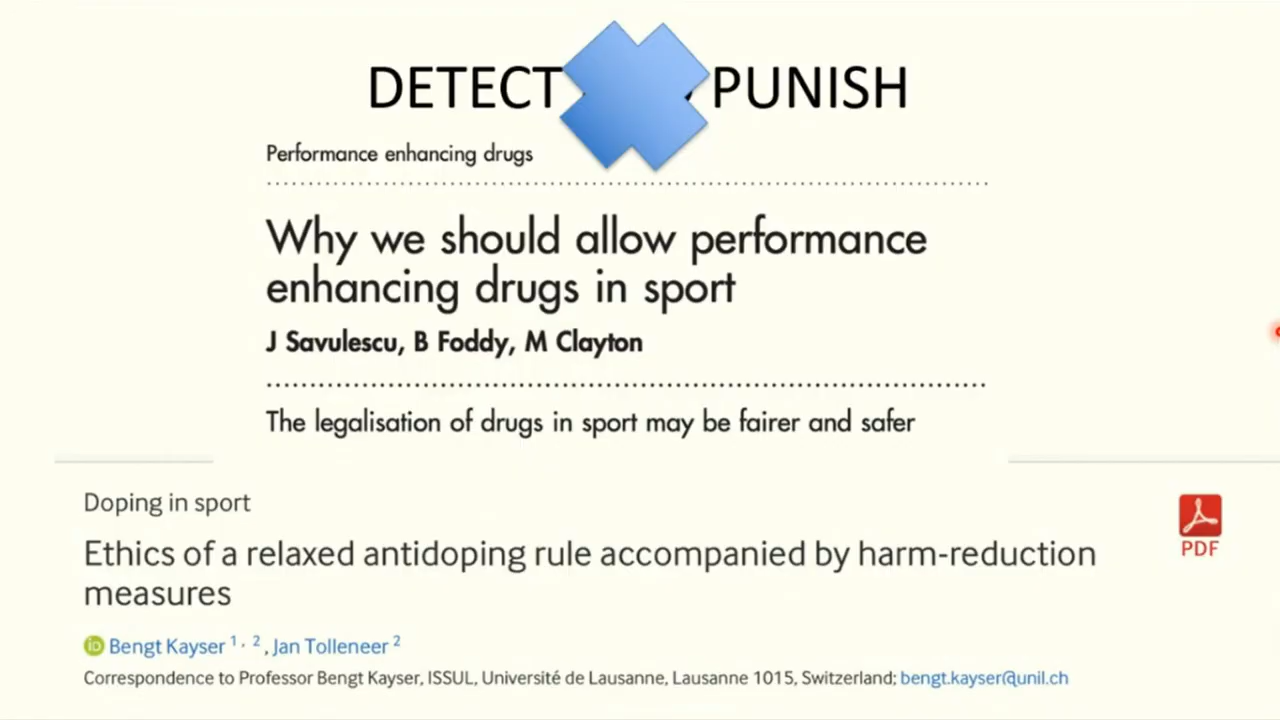 DETECT PUNISH
Performance enhancing drugs
Why we should allow performance
enhancing drugs in sport
J Savulescu, B Foddy, M Clayton
The legalisation of drugs in sport may be fairer and safer
Doping in sport
Ethics of a relaxed antidoping rule accompanied by harm-reduction
measures
PDF
iD Bengt Kayser 1, 2, Jan Tolleneer 2
Correspondence to Professor Bengt Kayser, ISSUL, Université de Lausanne, Lausanne 1015, Switzerland; bengt.kayser@unil.ch